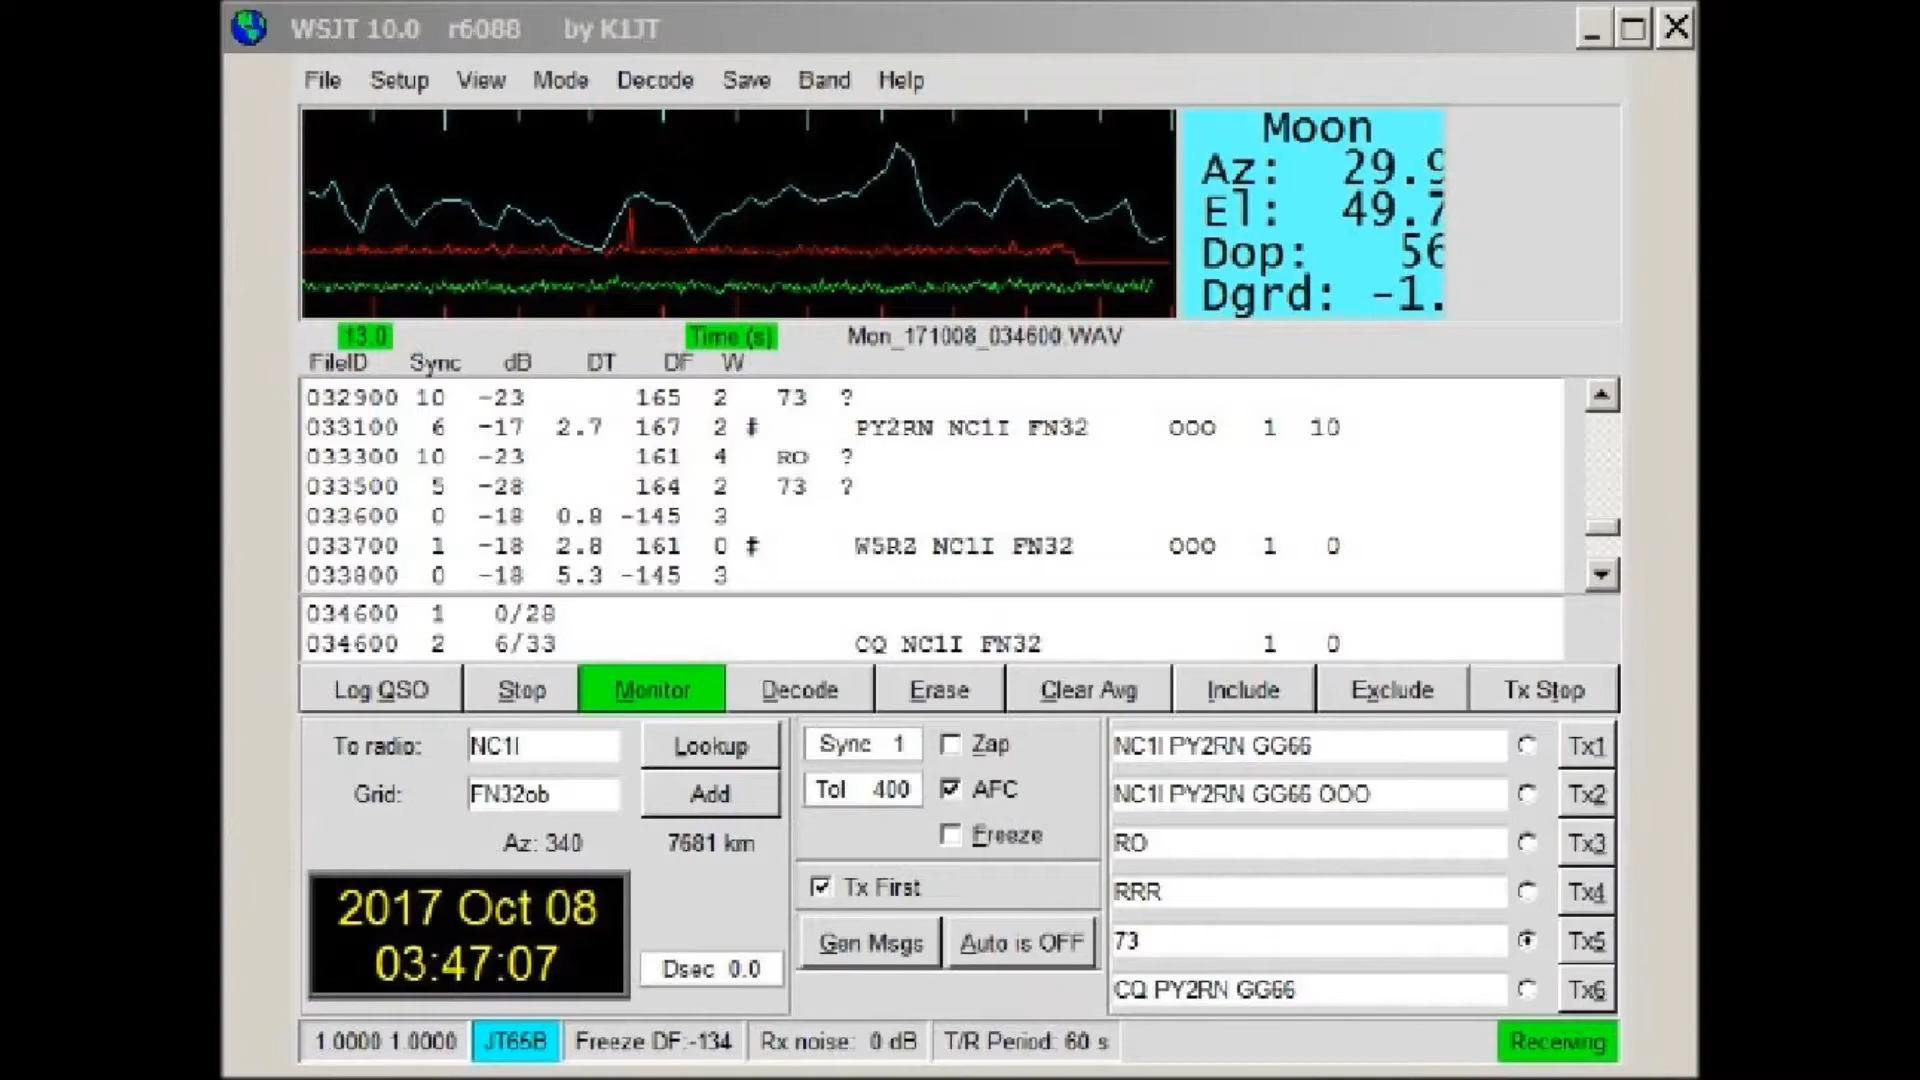 WSJT 10.0 r6088 by K1JT
File Setup View Mode Decode Save Band Help
Moon
Az: 29.9
El: 49.7
Dop: 56
Dgrd: -1.
13.0 Time (s) Mon_171008_034600.WAV
FileID Sync dB DT DF W
032900 10 -23 165 2 73 ?
033100 6 -17 2.7 167 2 # PY2RN NC1I FN32 OOO 1 10
033300 10 -23 161 4 RO ?
033500 5 -28 164 2 73 ?
033600 0 -18 0.8 -145 3
033700 1 -18 2.8 161 0 # W5RZ NC1I FN32 OOO 1 0
033800 0 -18 5.3 -145 3
034600 1 0/28
034600 2 6/33 CQ NC1I FN32 1 0
Log QSO Stop Monitor Decode Erase Clear Avg Include Exclude Tx Stop
To radio: NC1I Lookup Sync 1 Zap NC1I PY2RN GG66 Tx1
Grid: FN32ob Add Tol 400 AFC NC1I PY2RN GG66 OOO Tx2
Az: 340 7681 km Freeze RO Tx3
2017 Oct 08 Tx First RRR Tx4
03:47:07 Dsec 0.0 Gen Msgs Auto is OFF 73 Tx5
CQ PY2RN GG66 Tx6
1.0000 1.0000 JT65B Freeze DF:-134 Rx noise: 0 dB T/R Period: 60 s Receiving